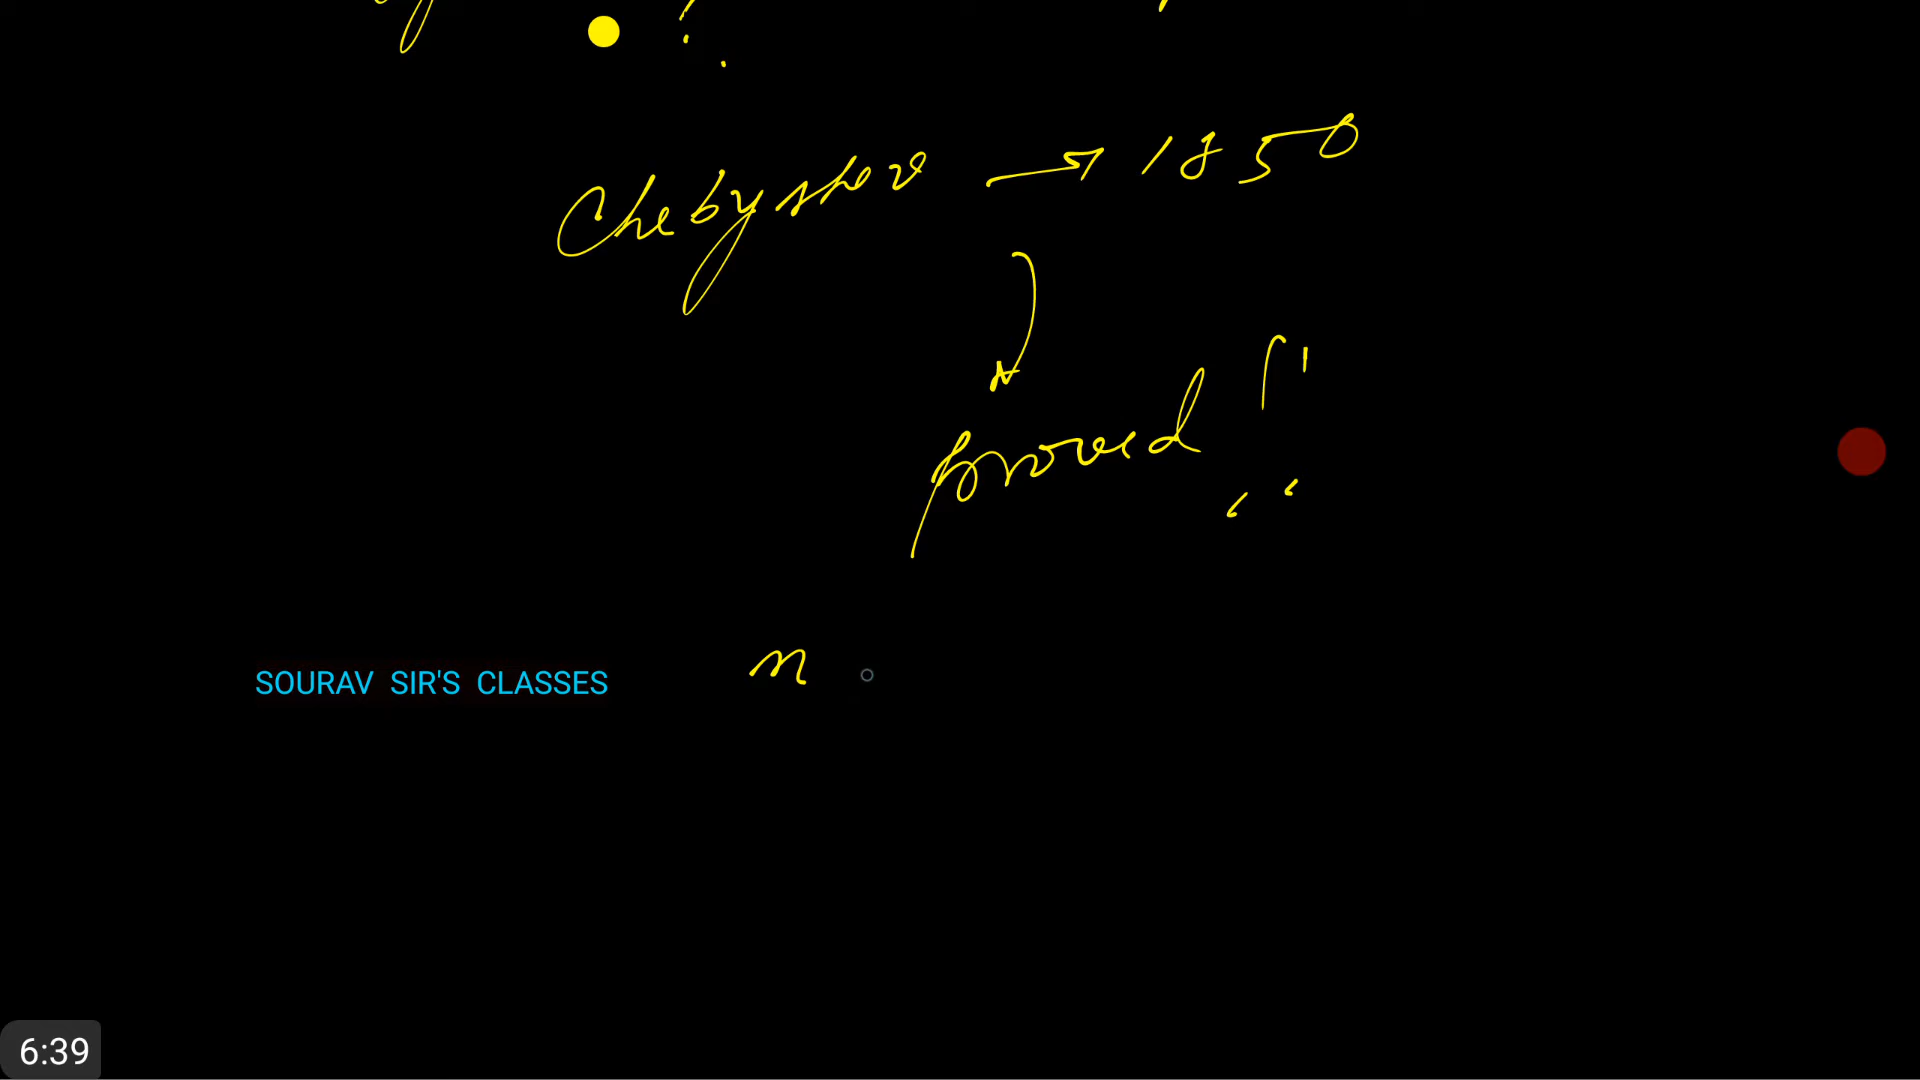 ?
Chebyshev → 1850
proved
SOURAV SIR'S CLASSES
n
6:39